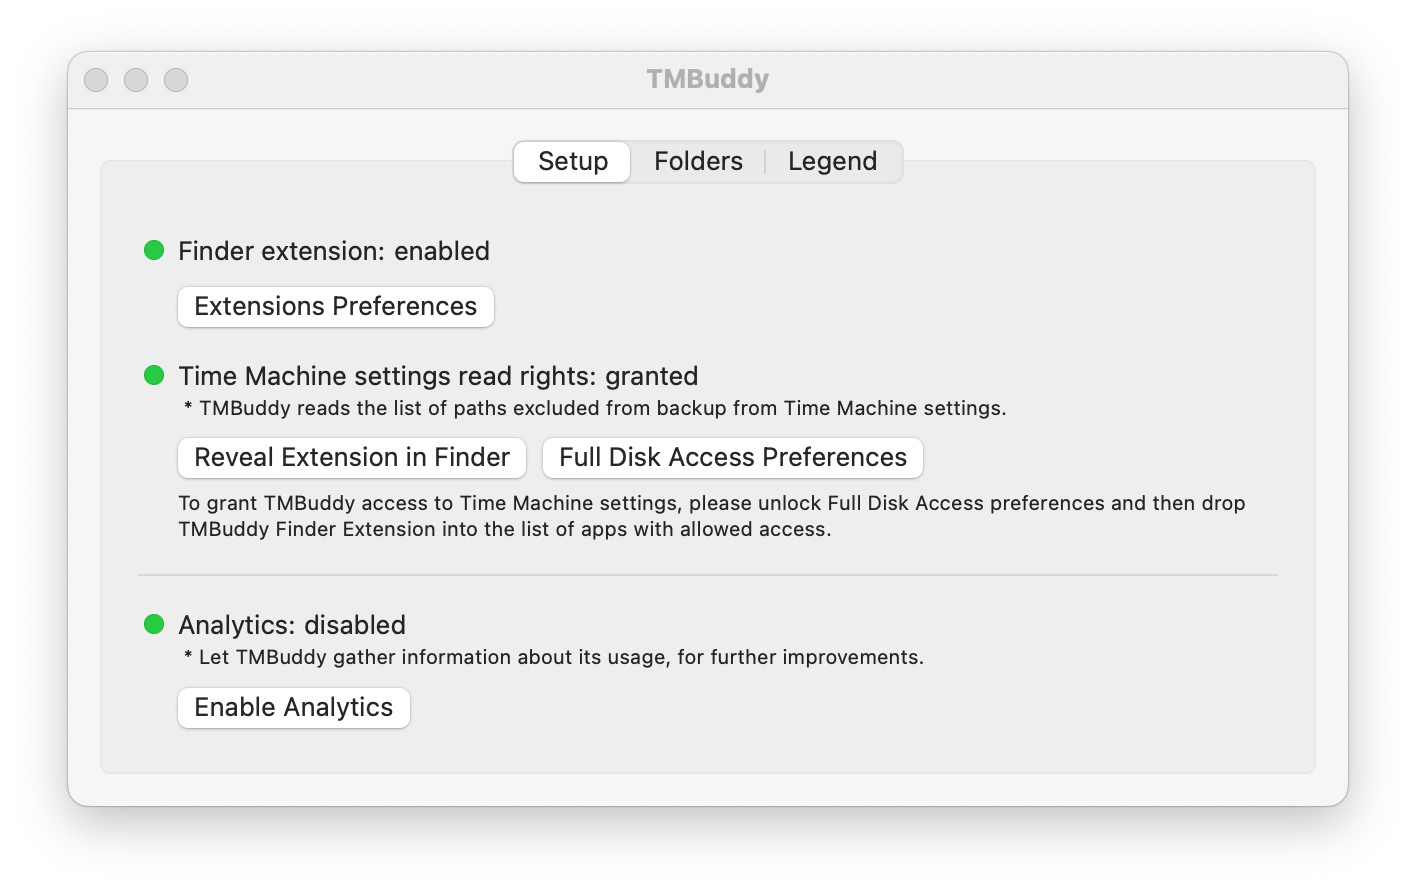 TMBuddy
Setup Folders Legend
Finder extension: enabled
Extensions Preferences
Time Machine settings read rights: granted
* TMBuddy reads the list of paths excluded from backup from Time Machine settings.
Reveal Extension in Finder Full Disk Access Preferences
To grant TMBuddy access to Time Machine settings, please unlock Full Disk Access preferences and then drop
TMBuddy Finder Extension into the list of apps with allowed access.
Analytics: disabled
* Let TMBuddy gather information about its usage, for further improvements.
Enable Analytics